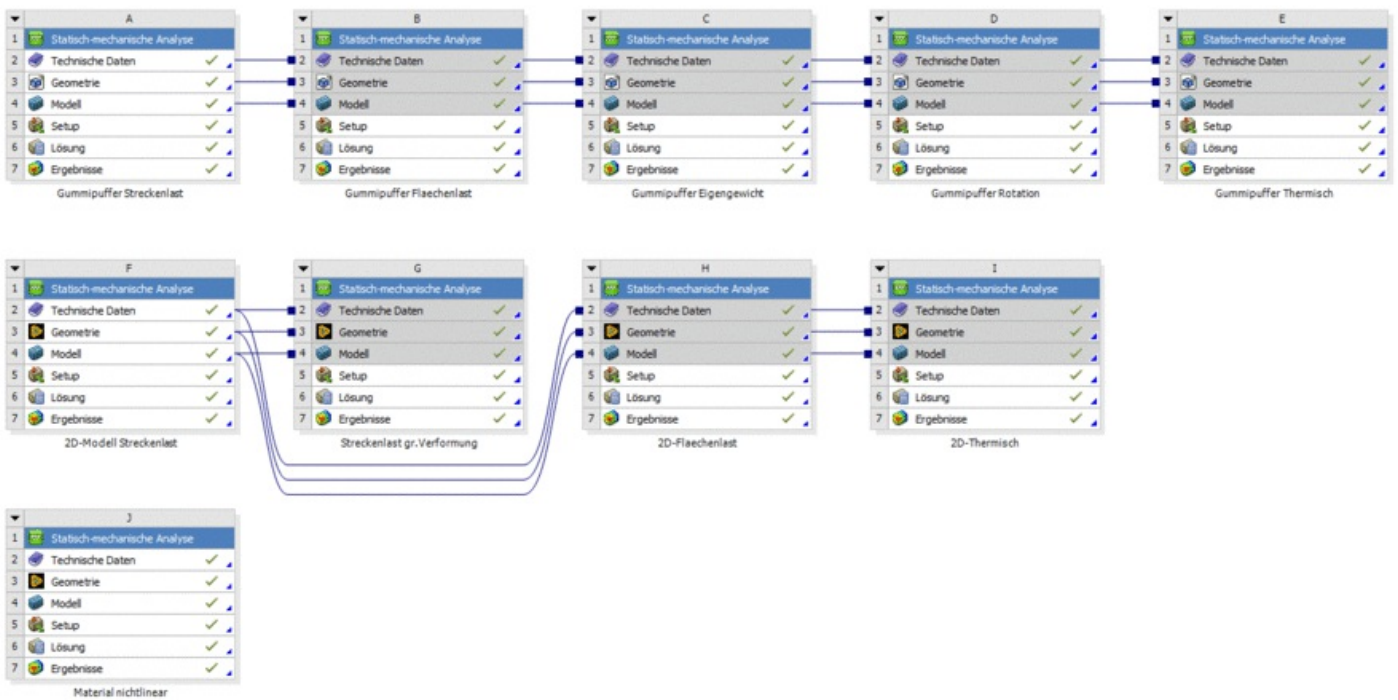 A
1 Statisch-mechanische Analyse
2 Technische Daten
3 Geometrie
4 Modell
5 Setup
6 Lösung
7 Ergebnisse
Gummipuffer Streckenlast
B
1 Statisch-mechanische Analyse
2 Technische Daten
3 Geometrie
4 Modell
5 Setup
6 Lösung
7 Ergebnisse
Gummipuffer Flaechenlast
C
1 Statisch-mechanische Analyse
2 Technische Daten
3 Geometrie
4 Modell
5 Setup
6 Lösung
7 Ergebnisse
Gummipuffer Eigengewicht
D
1 Statisch-mechanische Analyse
2 Technische Daten
3 Geometrie
4 Modell
5 Setup
6 Lösung
7 Ergebnisse
Gummipuffer Rotation
E
1 Statisch-mechanische Analyse
2 Technische Daten
3 Geometrie
4 Modell
5 Setup
6 Lösung
7 Ergebnisse
Gummipuffer Thermisch
F
1 Statisch-mechanische Analyse
2 Technische Daten
3 Geometrie
4 Modell
5 Setup
6 Lösung
7 Ergebnisse
2D-Modell Streckenlast
G
1 Statisch-mechanische Analyse
2 Technische Daten
3 Geometrie
4 Modell
5 Setup
6 Lösung
7 Ergebnisse
Streckenlast gr.Verformung
H
1 Statisch-mechanische Analyse
2 Technische Daten
3 Geometrie
4 Modell
5 Setup
6 Lösung
7 Ergebnisse
2D-Flaechenlast
I
1 Statisch-mechanische Analyse
2 Technische Daten
3 Geometrie
4 Modell
5 Setup
6 Lösung
7 Ergebnisse
2D-Thermisch
J
1 Statisch-mechanische Analyse
2 Technische Daten
3 Geometrie
4 Modell
5 Setup
6 Lösung
7 Ergebnisse
Material nichtlinear